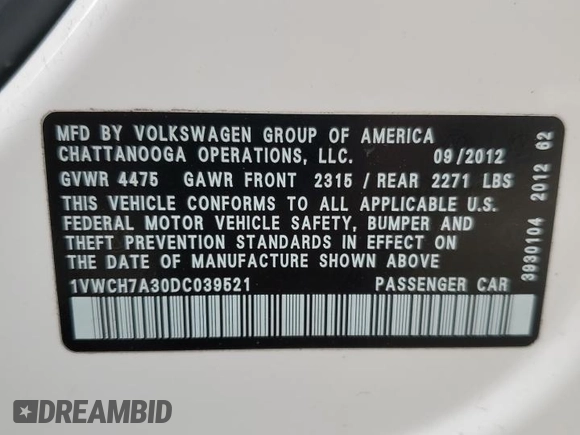 MFD BY VOLKSWAGEN GROUP OF AMERICA
CHATTANOOGA OPERATIONS, LLC. 09/2012
GVWR 4475 GAWR FRONT 2315 / REAR 2271 LBS
THIS VEHICLE CONFORMS TO ALL APPLICABLE U.S.
FEDERAL MOTOR VEHICLE SAFETY, BUMPER AND
THEFT PREVENTION STANDARDS IN EFFECT ON
THE DATE OF MANUFACTURE SHOWN ABOVE
1VWCH7A30DC039521 PASSENGER CAR
3930104 2012 62
DREAMBID